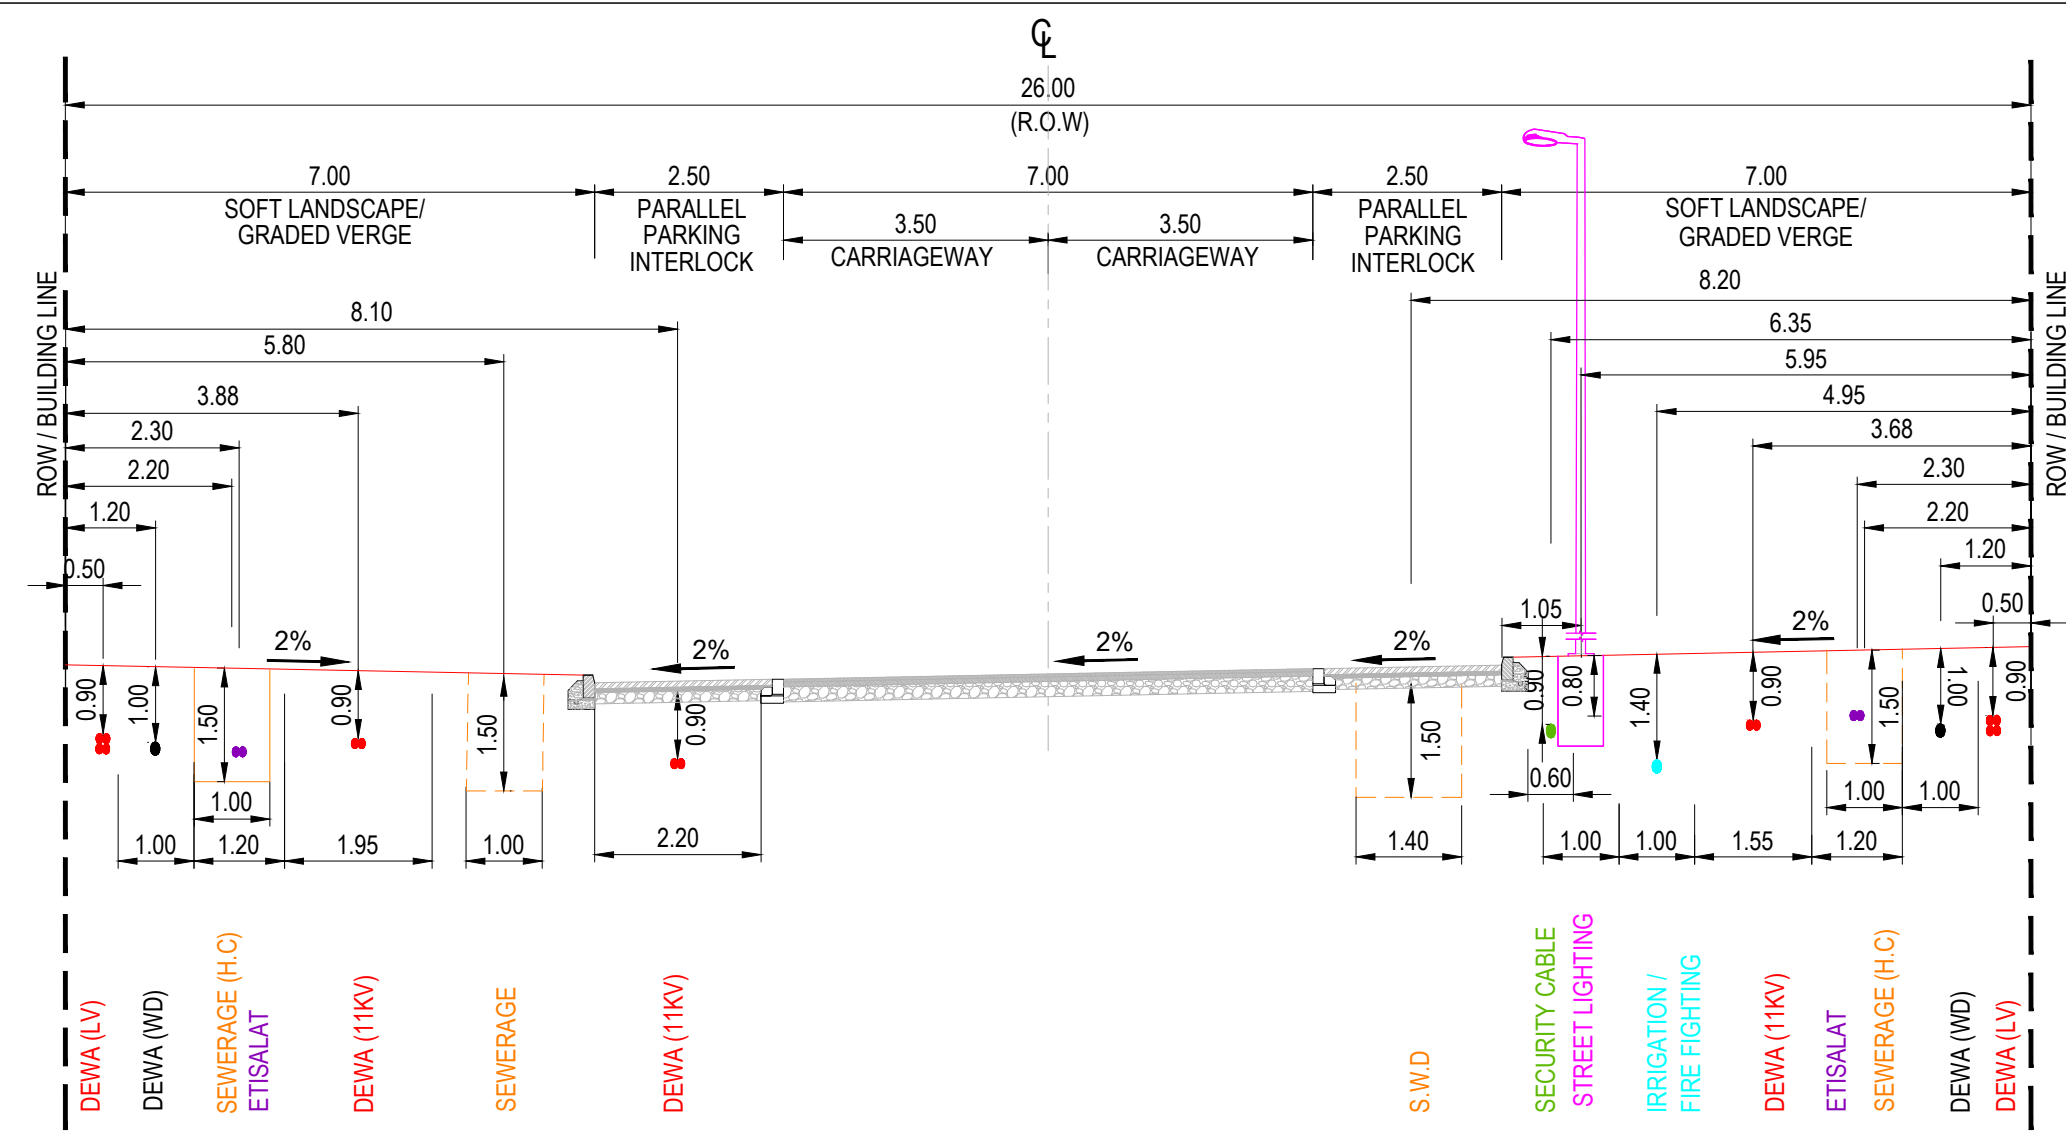 ℄
26.00
(R.O.W)
7.00
2.50
7.00
2.50
7.00
SOFT LANDSCAPE/
GRADED VERGE
PARALLEL
PARKING
INTERLOCK
3.50
CARRIAGEWAY
3.50
CARRIAGEWAY
PARALLEL
PARKING
INTERLOCK
SOFT LANDSCAPE/
GRADED VERGE
ROW / BUILDING LINE
ROW / BUILDING LINE
8.10
5.80
3.88
2.30
2.20
1.20
0.50
8.20
6.35
5.95
4.95
3.68
2.30
2.20
1.20
0.50
1.05
2%
2%
2%
2%
2%
0.90
1.00
1.50
0.90
1.50
0.90
1.50
0.90
0.80
1.40
0.90
1.50
1.00
0.90
1.00
0.60
1.00
1.00
1.00
1.20
1.95
1.00
2.20
1.40
1.00
1.00
1.55
1.20
DEWA (LV)
DEWA (WD)
SEWERAGE (H.C)
ETISALAT
DEWA (11KV)
SEWERAGE
DEWA (11KV)
S.W.D
SECURITY CABLE
STREET LIGHTING
IRRIGATION /
FIRE FIGHTING
DEWA (11KV)
ETISALAT
SEWERAGE (H.C)
DEWA (WD)
DEWA (LV)